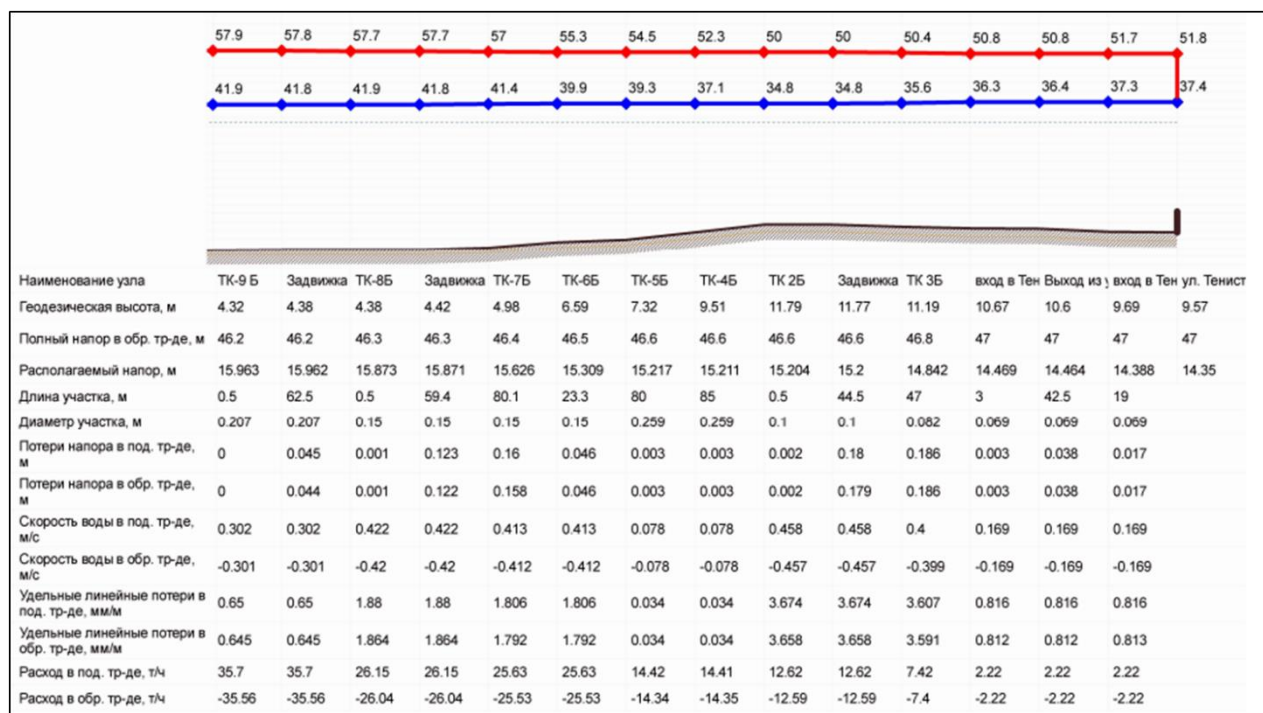 57.9 57.8 57.7 57.7 57 55.3 54.5 52.3 50 50 50.4 50.8 50.8 51.7 51.8
41.9 41.8 41.9 41.8 41.4 39.9 39.3 37.1 34.8 34.8 35.6 36.3 36.4 37.3 37.4
Наименование узла ТК-9 Б Задвижка ТК-8Б Задвижка ТК-7Б ТК-6Б ТК-5Б ТК-4Б ТК 2Б Задвижка ТК 3Б вход в Тен Выход из у вход в Тен ул. Тенист
Геодезическая высота, м 4.32 4.38 4.38 4.42 4.98 6.59 7.32 9.51 11.79 11.77 11.19 10.67 10.6 9.69 9.57
Полный напор в обр. тр-де, м 46.2 46.2 46.3 46.3 46.4 46.5 46.6 46.6 46.6 46.6 46.8 47 47 47 47
Располагаемый напор, м 15.963 15.962 15.873 15.871 15.626 15.309 15.217 15.211 15.204 15.2 14.842 14.469 14.464 14.388 14.35
Длина участка, м 0.5 62.5 0.5 59.4 80.1 23.3 80 85 0.5 44.5 47 3 42.5 19
Диаметр участка, м 0.207 0.207 0.15 0.15 0.15 0.15 0.259 0.259 0.1 0.1 0.082 0.069 0.069 0.069
Потери напора в под. тр-де,
м 0 0.045 0.001 0.123 0.16 0.046 0.003 0.003 0.002 0.18 0.186 0.003 0.038 0.017
Потери напора в обр. тр-де,
м 0 0.044 0.001 0.122 0.158 0.046 0.003 0.003 0.002 0.179 0.186 0.003 0.038 0.017
Скорость воды в под. тр-де,
м/с 0.302 0.302 0.422 0.422 0.413 0.413 0.078 0.078 0.458 0.458 0.4 0.169 0.169 0.169
Скорость воды в обр. тр-де,
м/с -0.301 -0.301 -0.42 -0.42 -0.412 -0.412 -0.078 -0.078 -0.457 -0.457 -0.399 -0.169 -0.169 -0.169
Удельные линейные потери в
под. тр-де, мм/м 0.65 0.65 1.88 1.88 1.806 1.806 0.034 0.034 3.674 3.674 3.607 0.816 0.816 0.816
Удельные линейные потери в
обр. тр-де, мм/м 0.645 0.645 1.864 1.864 1.792 1.792 0.034 0.034 3.658 3.658 3.591 0.812 0.812 0.813
Расход в под. тр-де, т/ч 35.7 35.7 26.15 26.15 25.63 25.63 14.42 14.41 12.62 12.62 7.42 2.22 2.22 2.22
Расход в обр. тр-де, т/ч -35.56 -35.56 -26.04 -26.04 -25.53 -25.53 -14.34 -14.35 -12.59 -12.59 -7.4 -2.22 -2.22 -2.22